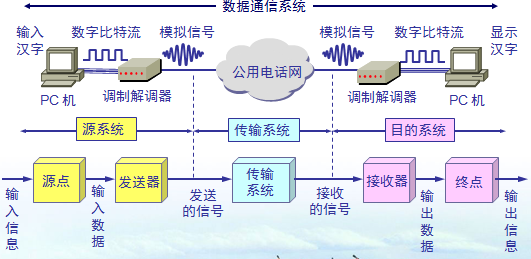 数据通信系统
输入
汉字
数字比特流
模拟信号
模拟信号
数字比特流
显示
汉字
公用电话网
PC 机
调制解调器
调制解调器
PC 机
源系统
传输系统
目的系统
源点
发送器
传输
系统
接收器
终点
输入信息
输入数据
发送
的信号
接收
的信号
输出数据
输出信息